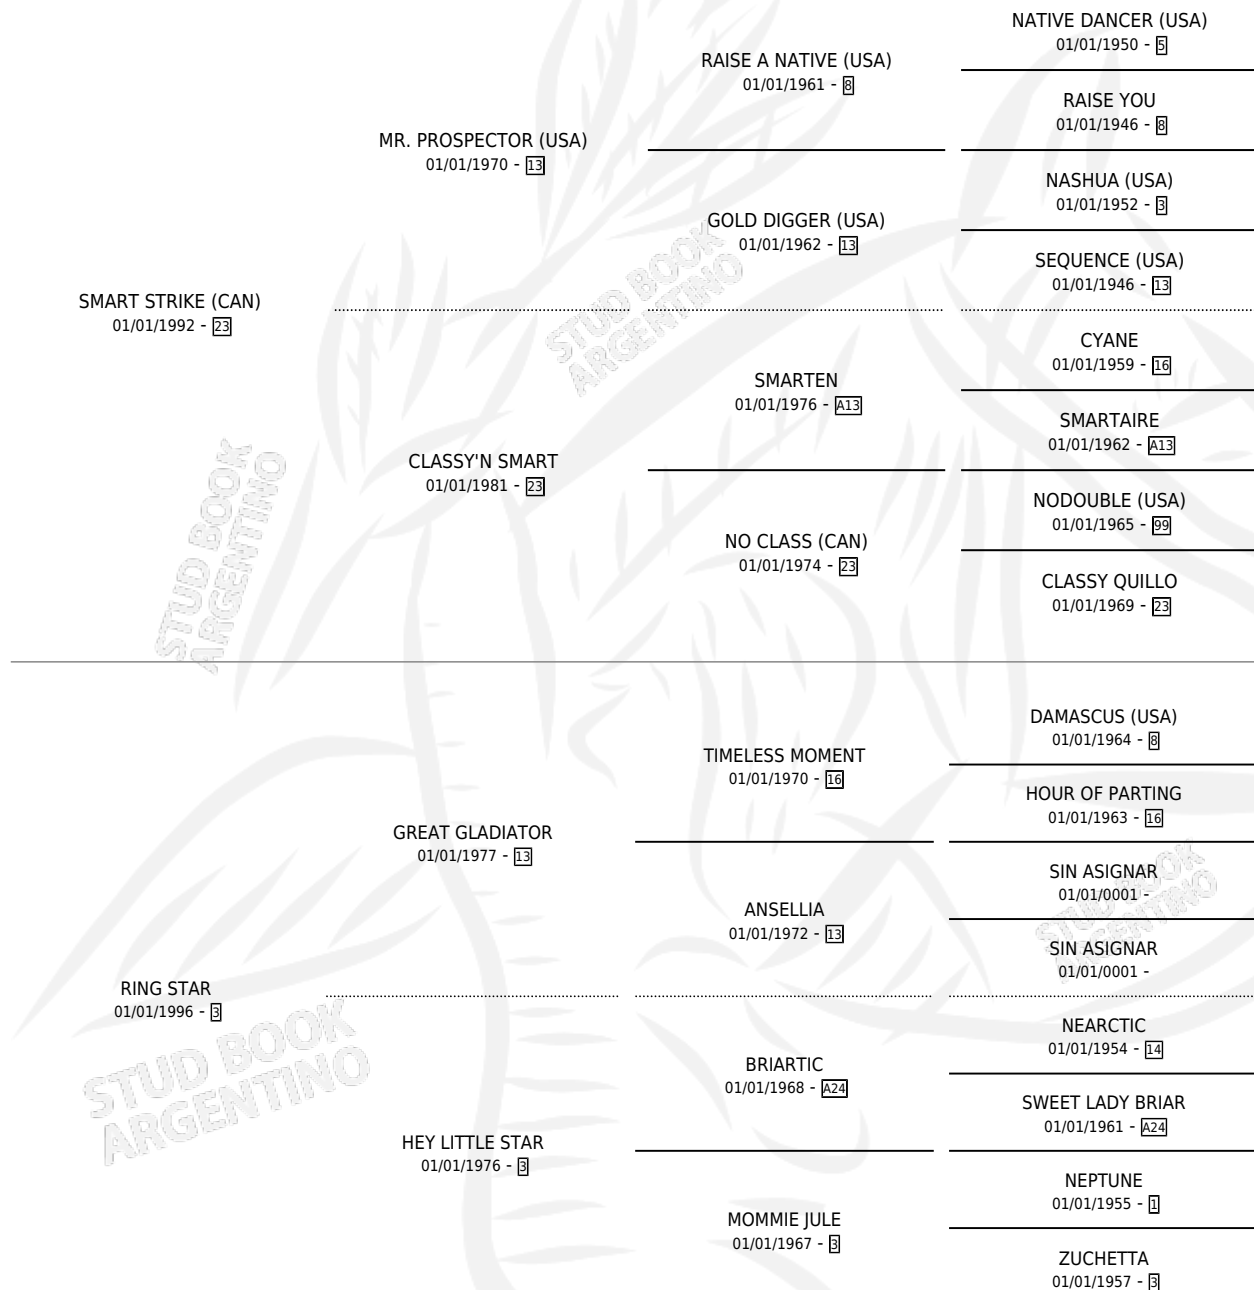 NATIVE DANCER (USA)
01/01/1950 - 5
RAISE A NATIVE (USA)
01/01/1961 - 8
RAISE YOU
01/01/1946 - 8
MR. PROSPECTOR (USA)
01/01/1970 - 13
NASHUA (USA)
01/01/1952 - 3
GOLD DIGGER (USA)
01/01/1962 - 13
SEQUENCE (USA)
01/01/1946 - 13
SMART STRIKE (CAN)
01/01/1992 - 23
STUD BOOK
ARGENTINO
CYANE
01/01/1959 - 16
SMARTEN
01/01/1976 - A13
SMARTAIRE
01/01/1962 - A13
CLASSY'N SMART
01/01/1981 - 23
NODOUBLE (USA)
01/01/1965 - 99
NO CLASS (CAN)
01/01/1974 - 23
CLASSY QUILLO
01/01/1969 - 23
STUD BOOK
ARGENTINO
DAMASCUS (USA)
01/01/1964 - 8
TIMELESS MOMENT
01/01/1970 - 16
HOUR OF PARTING
01/01/1963 - 16
GREAT GLADIATOR
01/01/1977 - 13
SIN ASIGNAR
01/01/0001 -
ANSELLIA
01/01/1972 - 13
SIN ASIGNAR
01/01/0001 -
STUD BOOK
ARGENTINO
RING STAR
01/01/1996 - 3
NEARCTIC
01/01/1954 - 14
BRIARTIC
01/01/1968 - A24
SWEET LADY BRIAR
01/01/1961 - A24
STUD BOOK
ARGENTINO
HEY LITTLE STAR
01/01/1976 - 3
NEPTUNE
01/01/1955 - 1
MOMMIE JULE
01/01/1967 - 3
ZUCHETTA
01/01/1957 - 3